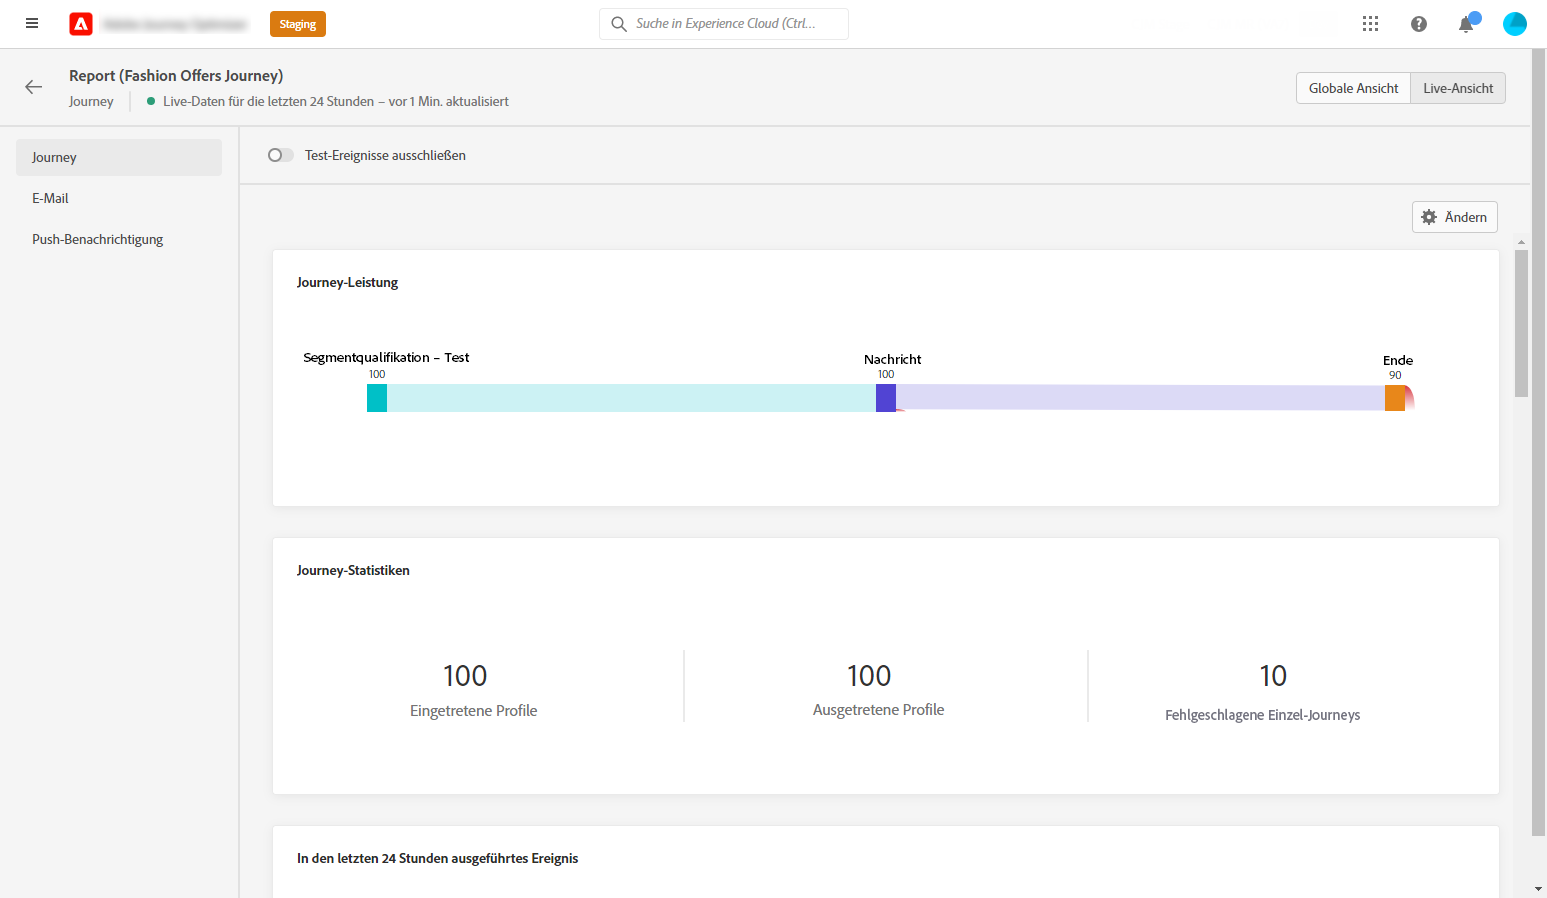 Staging
Suche in Experience Cloud (Ctrl...
Report (Fashion Offers Journey)
Journey
Live-Daten für die letzten 24 Stunden – vor 1 Min. aktualisiert
Globale Ansicht
Live-Ansicht
Journey
E-Mail
Push-Benachrichtigung
Test-Ereignisse ausschließen
Ändern
Journey-Leistung
Segmentqualifikation – Test
100
Nachricht
100
Ende
90
Journey-Statistiken
100
Eingetretene Profile
100
Ausgetretene Profile
10
Fehlgeschlagene Einzel-Journeys
In den letzten 24 Stunden ausgeführtes Ereignis